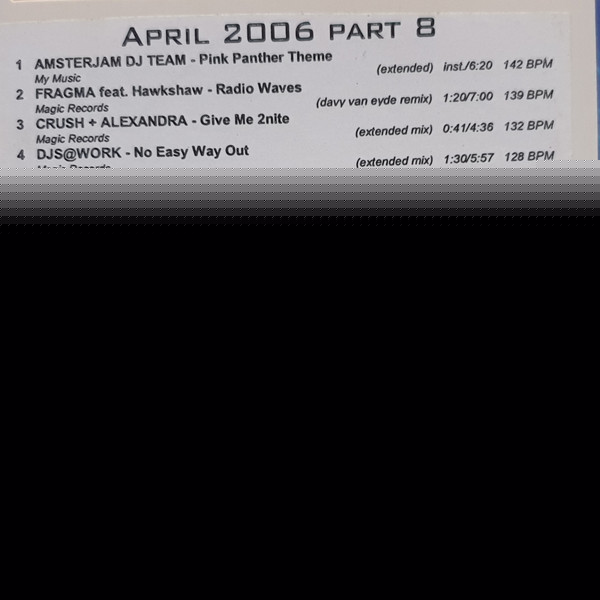 APRIL 2006 PART 8
1 AMSTERJAM DJ TEAM - Pink Panther Theme (extended) inst./6:20 142 BPM
My Music
2 FRAGMA feat. Hawkshaw - Radio Waves (davy van eyde remix) 1:20/7:00 139 BPM
Magic Records
3 CRUSH + ALEXANDRA - Give Me 2nite (extended mix) 0:41/4:36 132 BPM
Magic Records
4 DJS@WORK - No Easy Way Out (extended mix) 1:30/5:57 128 BPM